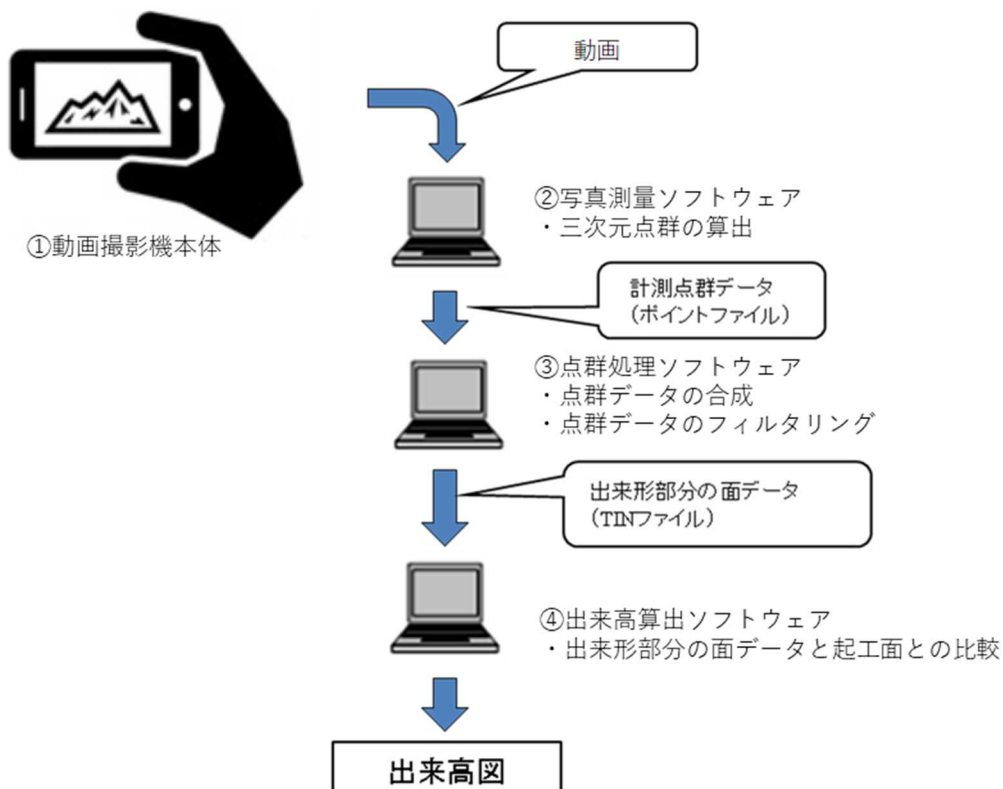 動画
①動画撮影機本体
②写真測量ソフトウェア
・三次元点群の算出
計測点群データ
(ポイントファイル)
③点群処理ソフトウェア
・点群データの合成
・点群データのフィルタリング
出来形部分の面データ
(TINファイル)
④出来高算出ソフトウェア
・出来形部分の面データと起工面との比較
出来高図